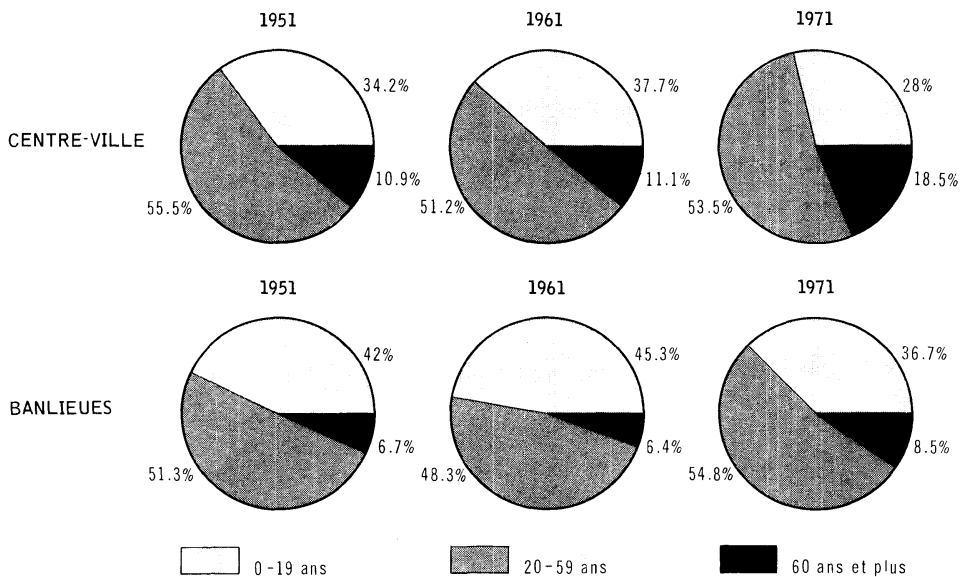 1951 1961 1971
34.2% 37.7% 28%
CENTRE-VILLE
10.9% 11.1% 18.5%
55.5% 51.2% 53.5%
1951 1961 1971
42% 45.3% 36.7%
BANLIEUES
6.7% 6.4% 8.5%
51.3% 48.3% 54.8%
0-19 ans 20-59 ans 60 ans et plus